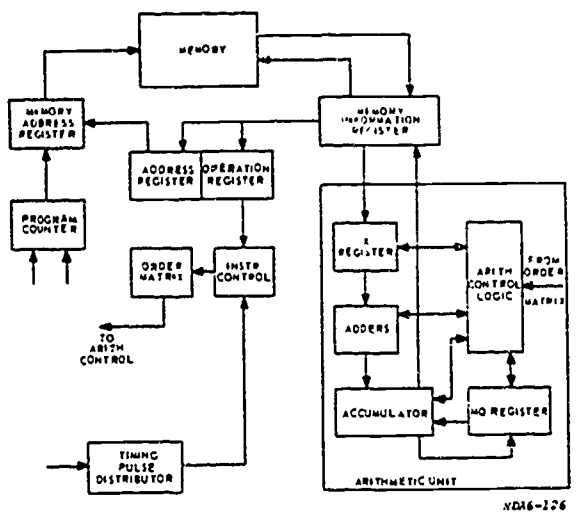 MEMORY
MEMORY
ADDRESS
REGISTER
MEMORY
INFORMATION
REGISTER
ADDRESS
REGISTER
OPERATION
REGISTER
PROGRAM
COUNTER
ORDER
MATRIX
INSTR
CONTROL
TO
ARITH
CONTROL
TIMING
PULSE
DISTRIBUTOR
X
REGISTER
ADDERS
ACCUMULATOR
ARITH
CONTROL
LOGIC
FROM
ORDER
MATRIX
MQ REGISTER
ARITHMETIC UNIT